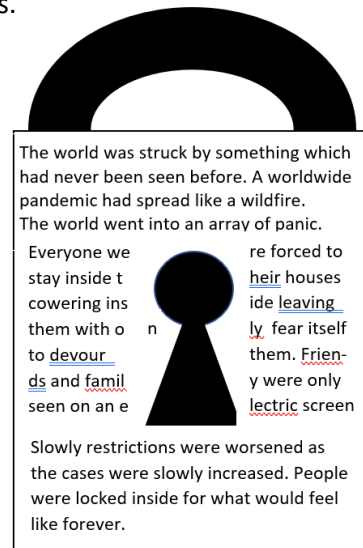 s.
The world was struck by something which
had never been seen before. A worldwide
pandemic had spread like a wildfire.
The world went into an array of panic.
Everyone we re forced to
stay inside t heir houses
cowering ins ide leaving
them with o n ly fear itself
to devour them. Frien-
ds and famil y were only
seen on an e lectric screen
Slowly restrictions were worsened as
the cases were slowly increased. People
were locked inside for what would feel
like forever.